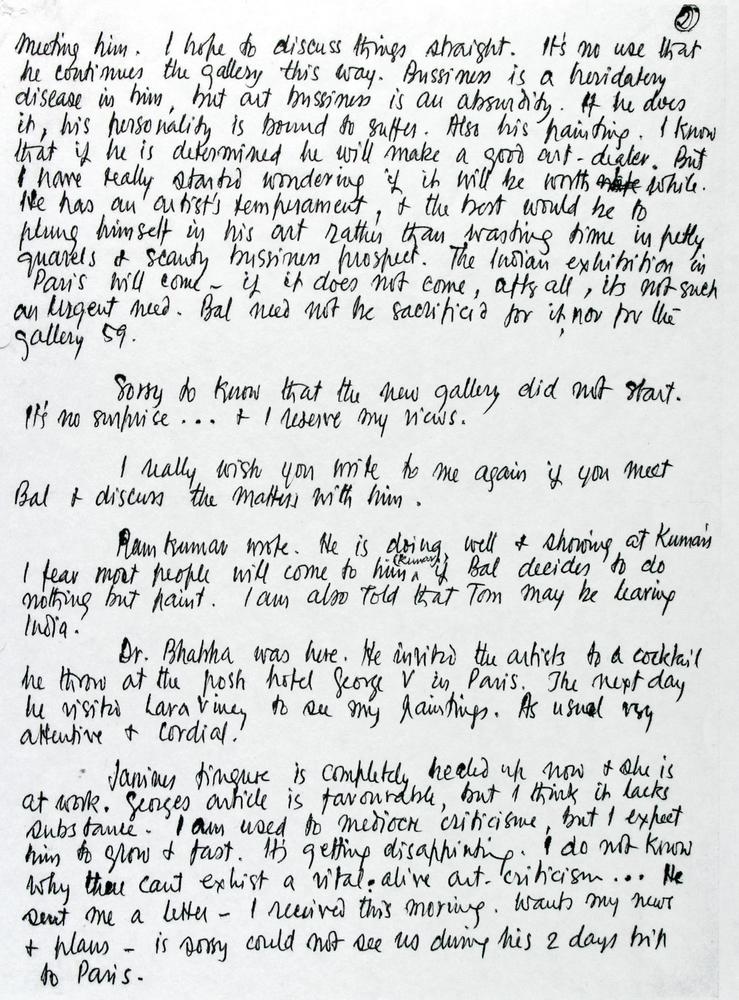 2
meeting him. I hope to discuss things straight. It's no use that
he continues the gallery this way. Bussiness is a heridatery
disease in him, but art bussiness is an absurdity. If he does
it, his personality is bound to suffer. Also his painting. I know
that if he is determined he will make a good art-dealer. But
I have really started wondering if it will be worth while.
He has an artist's temperament, & the best would be to
plung himself in his art rather than wasting time in petty
quarels & scanty bussiness prospect. The Indian exhibition in
Paris will come - if it does not come, after all, its not such
an urgent need. Bal need not be sacrificed for it, nor for the
gallery 59.
Sorry to know that the new gallery did not start.
It's no surprise ... & I reserve my views.
I really wish you write to me again if you meet
Bal & discuss the matters with him.
Ram Kumar wrote. He is doing well & showing at Kumar's
I fear most people will come to him (Kumar) if Bal decides to do
nothing but paint. I am also told that Tom may be leaving
India.
Dr. Bhabha was here. He invited the artists to a cocktail
he throw at the posh hotel George V in Paris. The next day
he visited Lara Vincy to see my paintings. As usual very
attentive & cordial.
Janines fingure is completely healed up now & she is
at work. Georges article is favourable, but I think it lacks
substance. I am used to mediocre criticisme, but I expect
him to grow & fast. Its getting disappointing. I do not know
why there cant exhist a vital alive art-criticism ... He
sent me a letter - I received this morning. Wants my news
& plans - is sorry could not see us during his 2 days trip
to Paris.